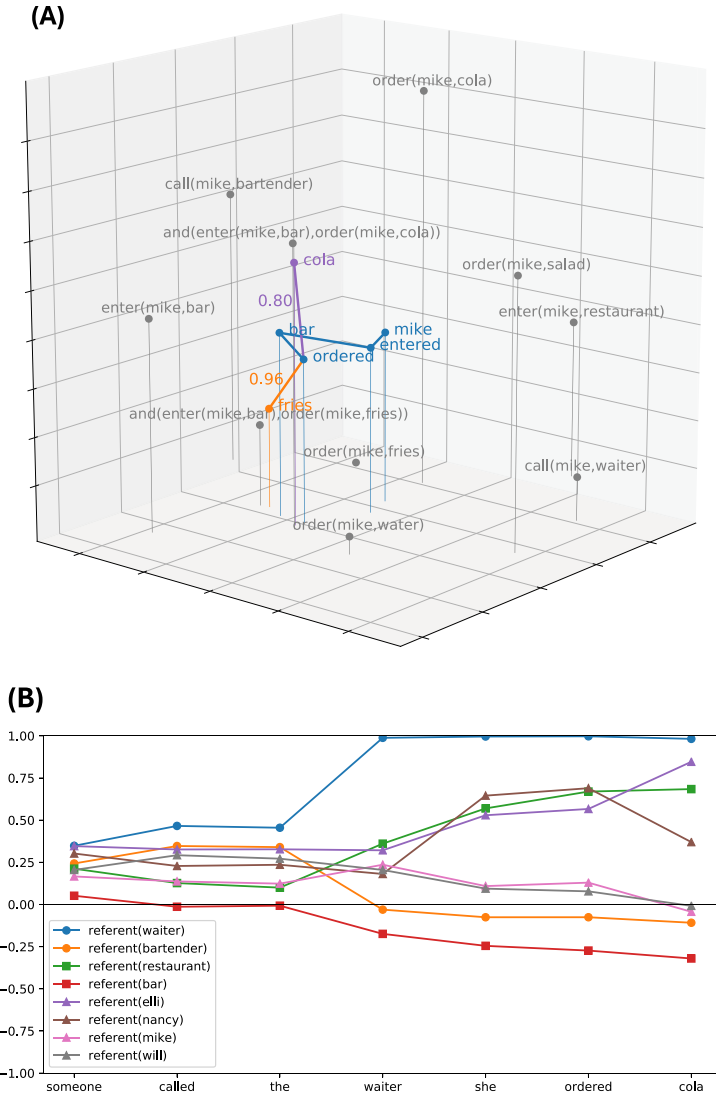 (A)
order(mike,cola)
call(mike,bartender)
and(enter(mike,bar),order(mike,cola))
cola
order(mike,salad)
0.80
enter(mike,bar)
enter(mike,restaurant)
bar
mike
entered
ordered
0.96
fries
and(enter(mike,bar),order(mike,fries))
order(mike,fries)
call(mike,waiter)
order(mike,water)
(B)
1.00
0.75
0.50
0.25
0.00
−0.25
−0.50
−0.75
−1.00
referent(waiter)
referent(bartender)
referent(restaurant)
referent(bar)
referent(elli)
referent(nancy)
referent(mike)
referent(will)
someone called the waiter she ordered cola